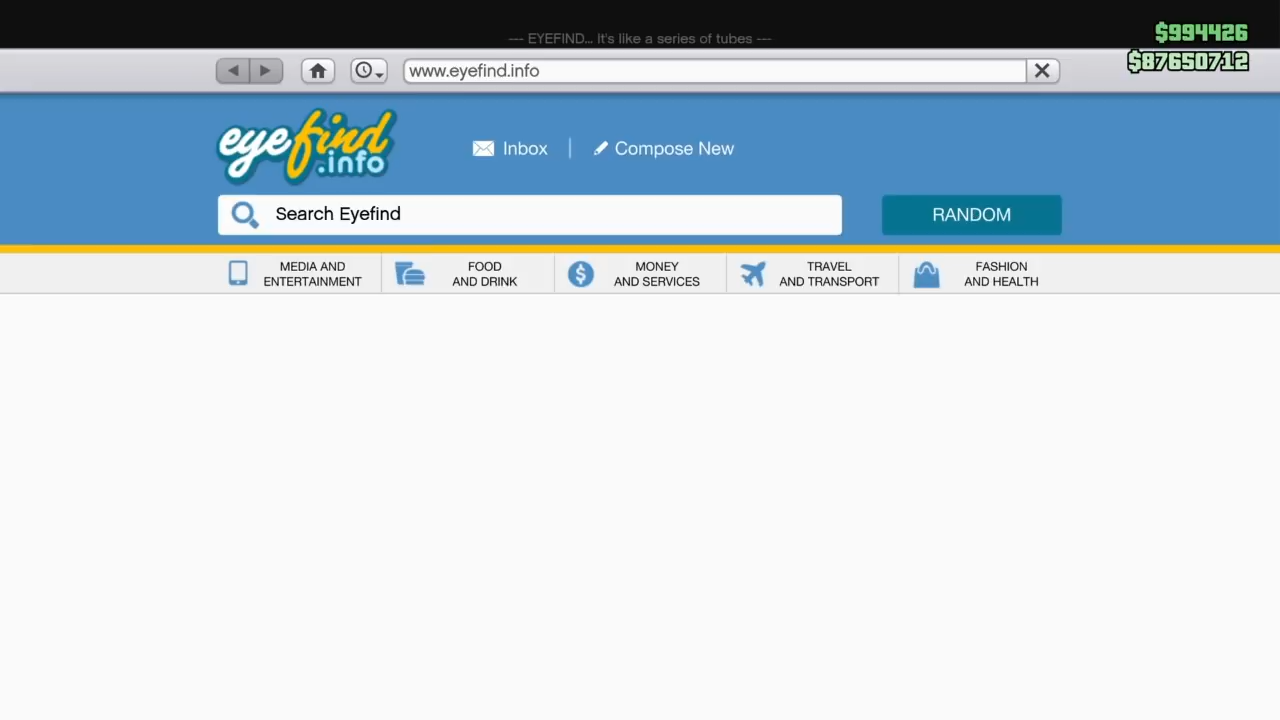 --- EYEFIND... It's like a series of tubes ---
$994426
$87650712
www.eyefind.info
eyefind
.info
Inbox
Compose New
Search Eyefind
RANDOM
MEDIA AND
ENTERTAINMENT
FOOD
AND DRINK
MONEY
AND SERVICES
TRAVEL
AND TRANSPORT
FASHION
AND HEALTH